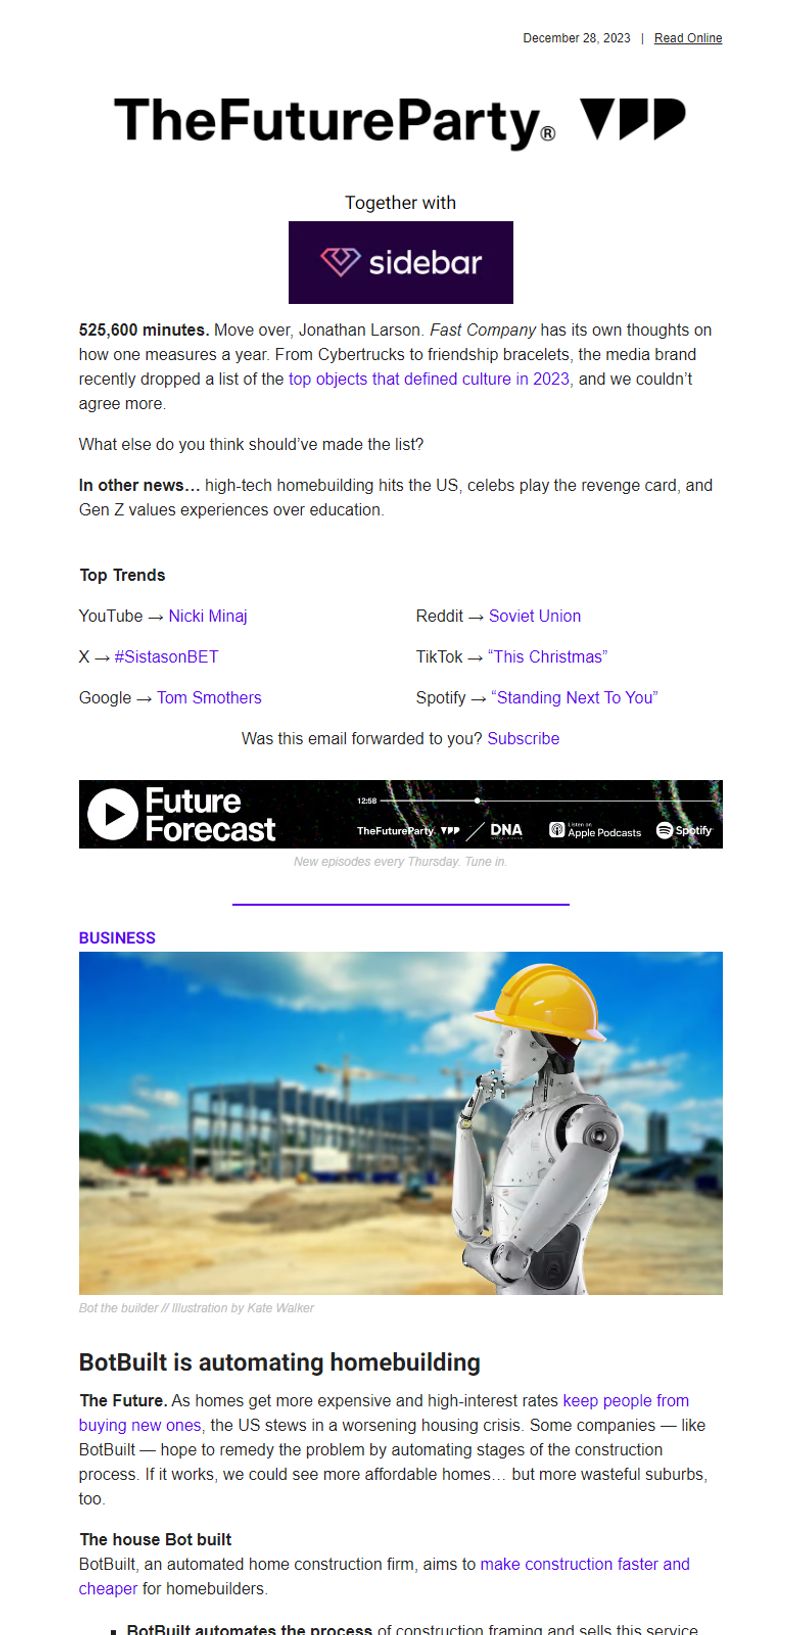 December 28, 2023 | Read Online
TheFutureParty®
Together with
sidebar
525,600 minutes. Move over, Jonathan Larson. Fast Company has its own thoughts on
how one measures a year. From Cybertrucks to friendship bracelets, the media brand
recently dropped a list of the top objects that defined culture in 2023, and we couldn’t
agree more.
What else do you think should’ve made the list?
In other news… high-tech homebuilding hits the US, celebs play the revenge card, and
Gen Z values experiences over education.
Top Trends
YouTube → Nicki Minaj
Reddit → Soviet Union
X → #SistasonBET
TikTok → “This Christmas”
Google → Tom Smothers
Spotify → “Standing Next To You”
Was this email forwarded to you? Subscribe
Future
Forecast
12:58
TheFutureParty
DNA
Listen on
Apple Podcasts
Spotify
New episodes every Thursday. Tune in.
BUSINESS
Bot the builder // Illustration by Kate Walker
BotBuilt is automating homebuilding
The Future. As homes get more expensive and high-interest rates keep people from
buying new ones, the US stews in a worsening housing crisis. Some companies — like
BotBuilt — hope to remedy the problem by automating stages of the construction
process. If it works, we could see more affordable homes… but more wasteful suburbs,
too.
The house Bot built
BotBuilt, an automated home construction firm, aims to make construction faster and
cheaper for homebuilders.
▪ BotBuilt automates the process of construction framing and sells this service